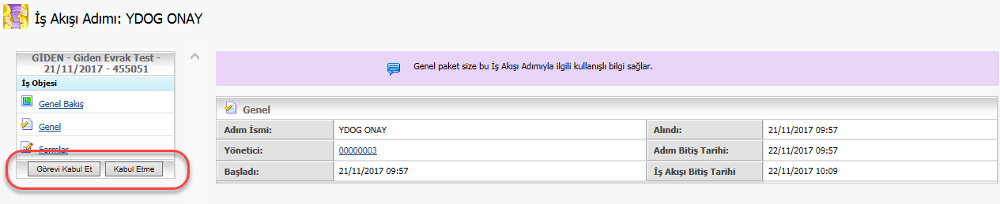 İş Akışı Adımı: YDOG ONAY
GİDEN - Giden Evrak Test -
21/11/2017 - 455051
İş Objesi
Genel Bakış
Genel
Formlar
Görevi Kabul Et Kabul Etme
Genel paket size bu İş Akışı Adımıyla ilgili kullanışlı bilgi sağlar.
Genel
Adım İsmi: YDOG ONAY Alındı: 21/11/2017 09:57
Yönetici: 00000003 Adım Bitiş Tarihi: 22/11/2017 09:57
Başladı: 21/11/2017 09:57 İş Akışı Bitiş Tarihi 22/11/2017 10:09